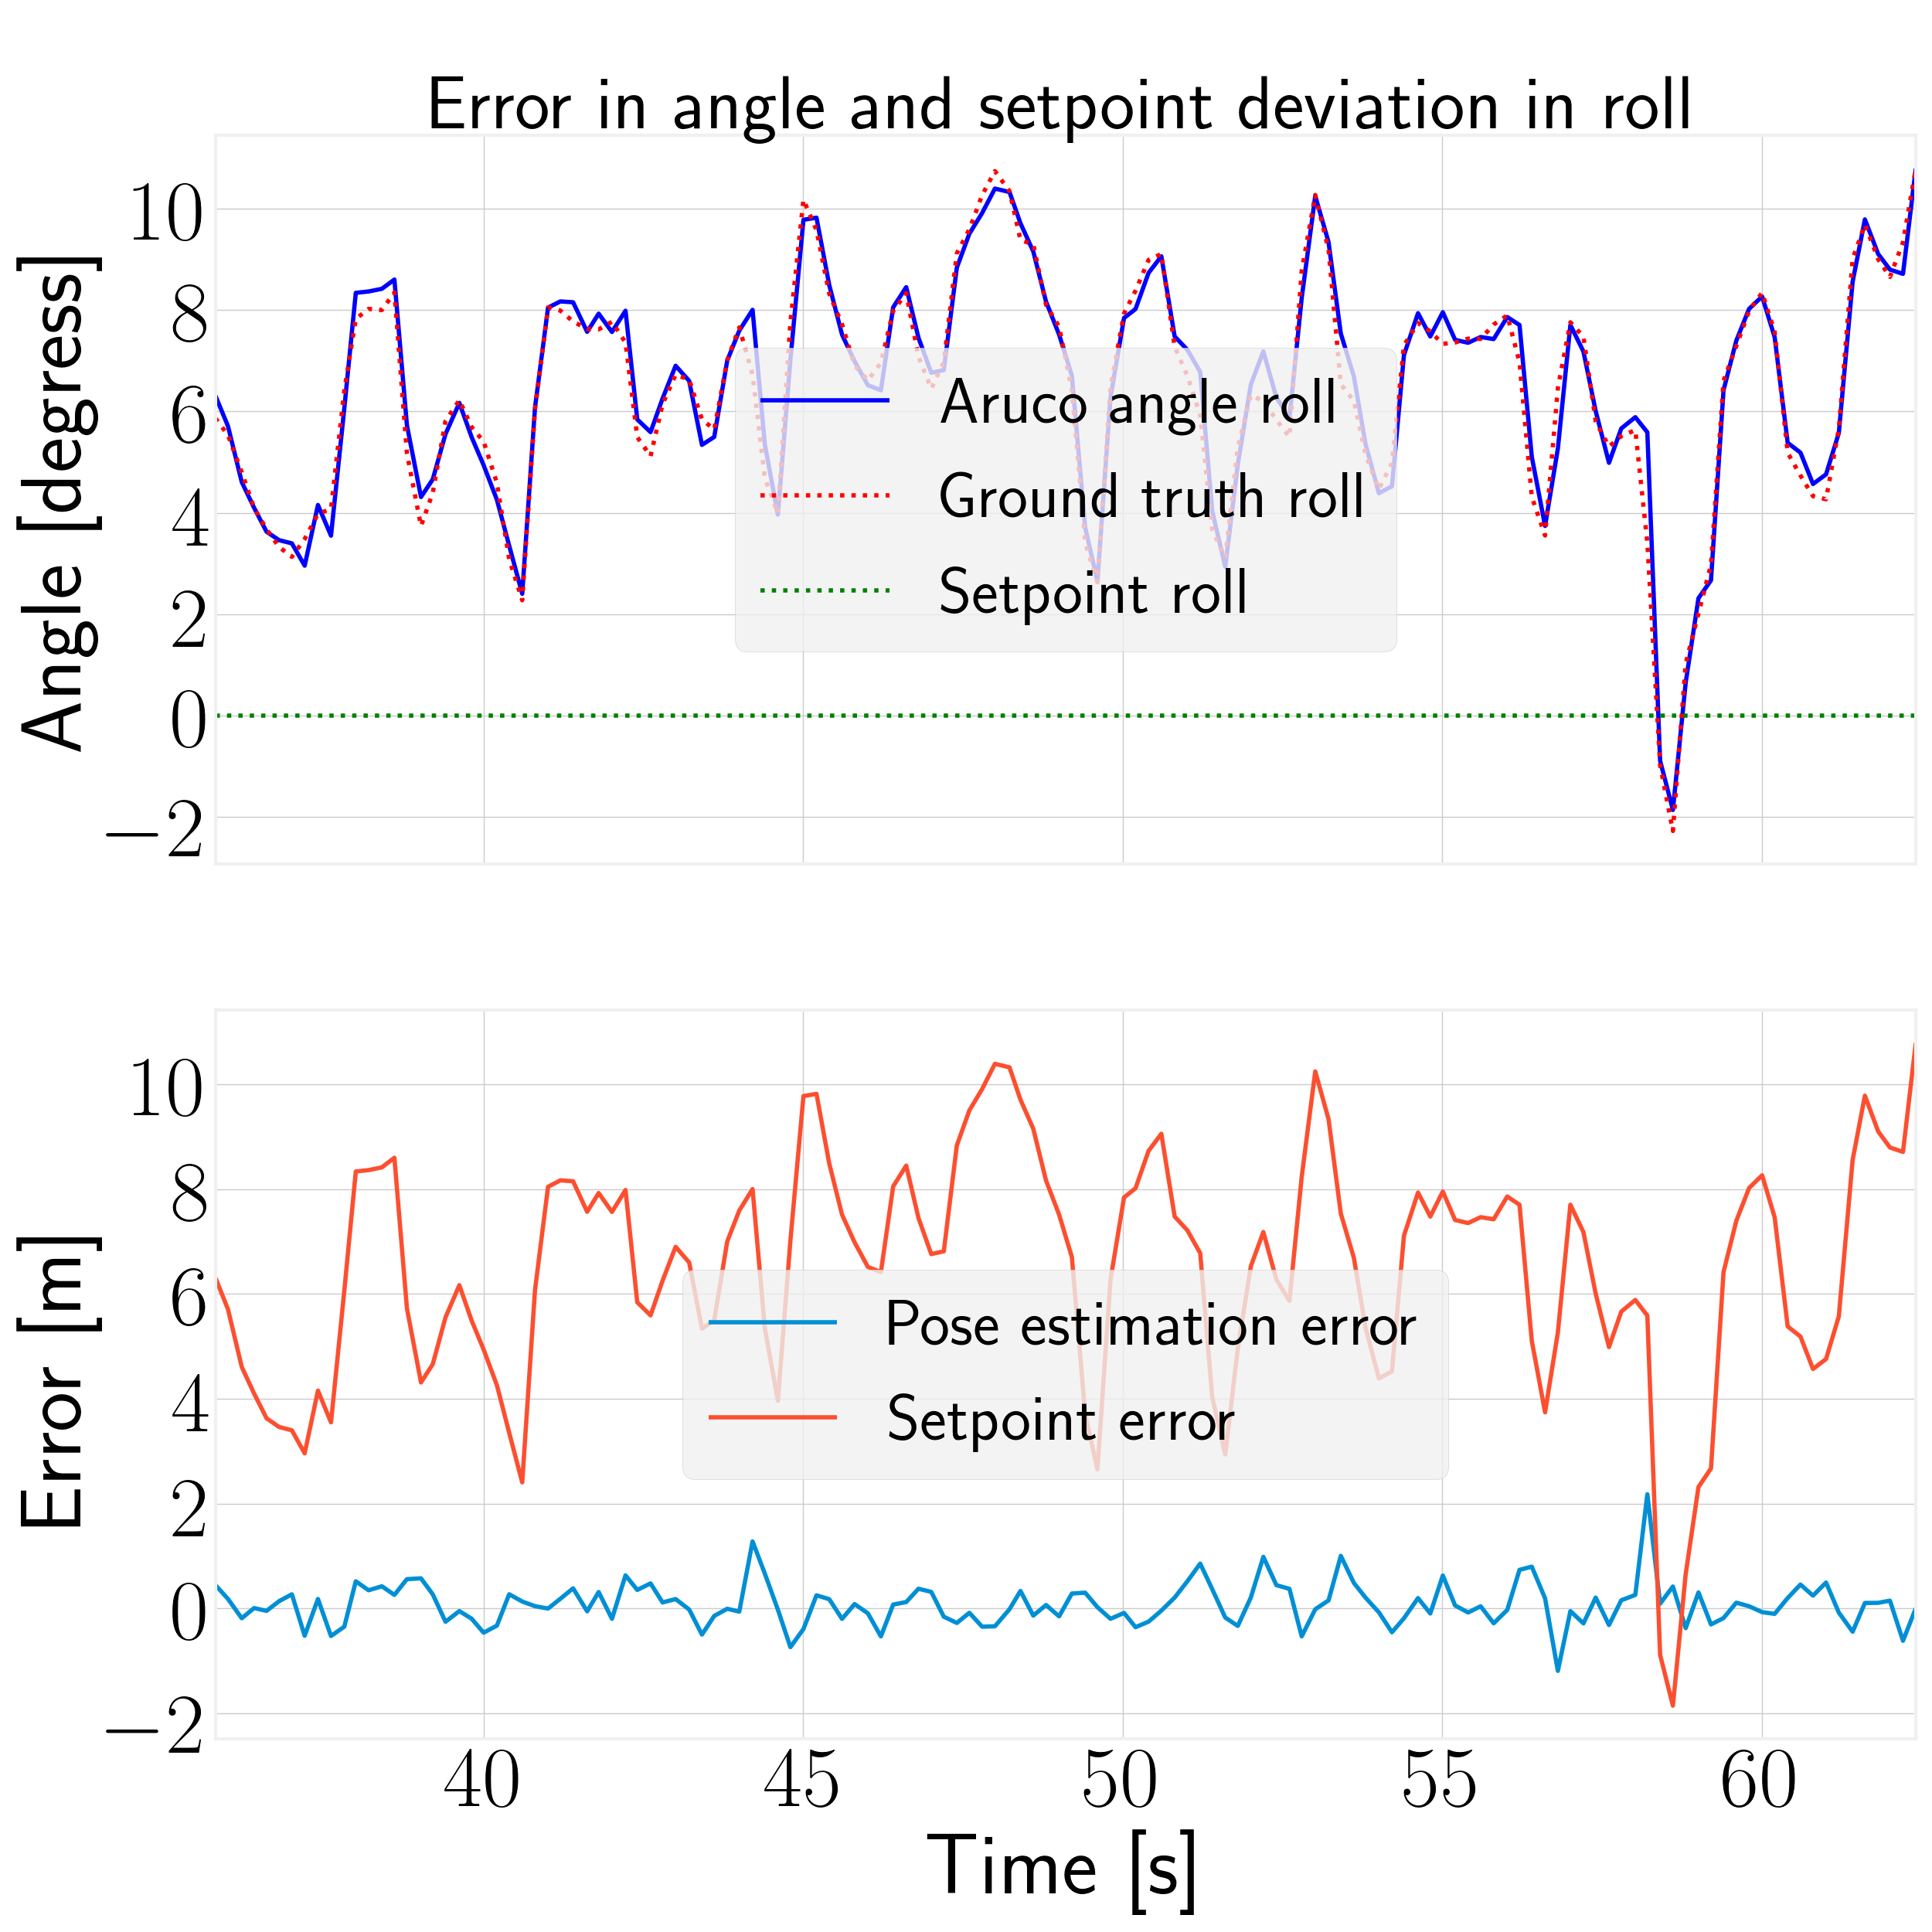 Error in angle and setpoint deviation in roll
Angle [degress]
10
8
6
4
2
0
−2
Aruco angle roll
Ground truth roll
Setpoint roll
Error [m]
10
8
6
4
2
0
−2
Pose estimation error
Setpoint error
40 45 50 55 60
Time [s]